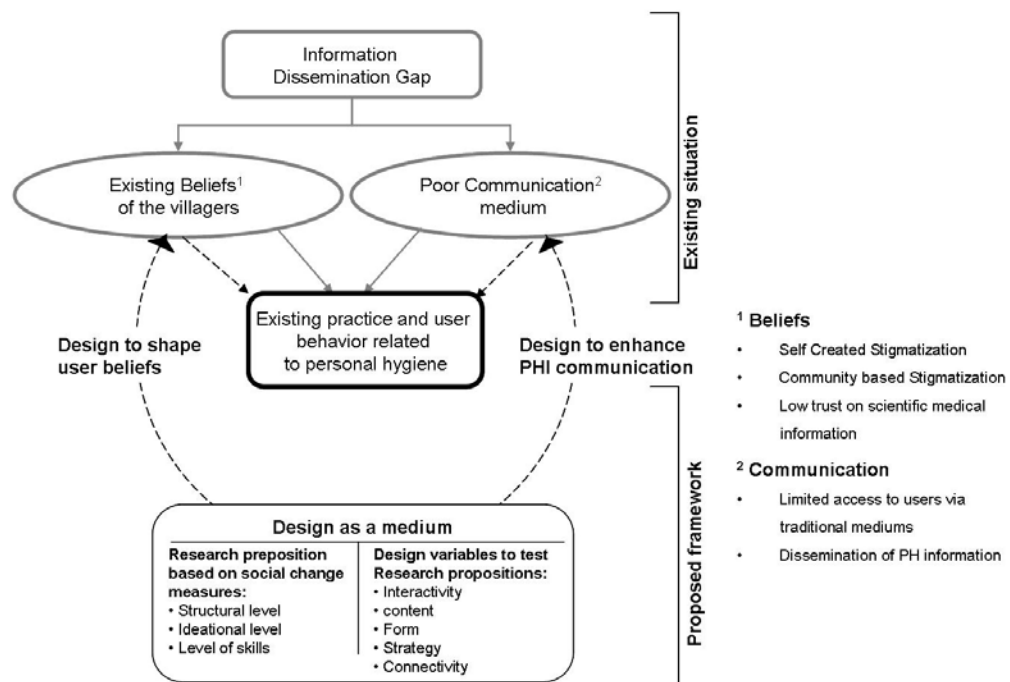 Information
Dissemination Gap
Existing Beliefs¹
of the villagers
Poor Communication²
medium
Existing situation
Existing practice and user
behavior related
to personal hygiene
Design to shape
user beliefs
Design to enhance
PHI communication
Proposed framework
Design as a medium
Research preposition
based on social change
measures:
• Structural level
• Ideational level
• Level of skills
Design variables to test
Research propositions:
• Interactivity
• content
• Form
• Strategy
• Connectivity
¹ Beliefs
• Self Created Stigmatization
• Community based Stigmatization
• Low trust on scientific medical
information
² Communication
• Limited access to users via
traditional mediums
• Dissemination of PH information